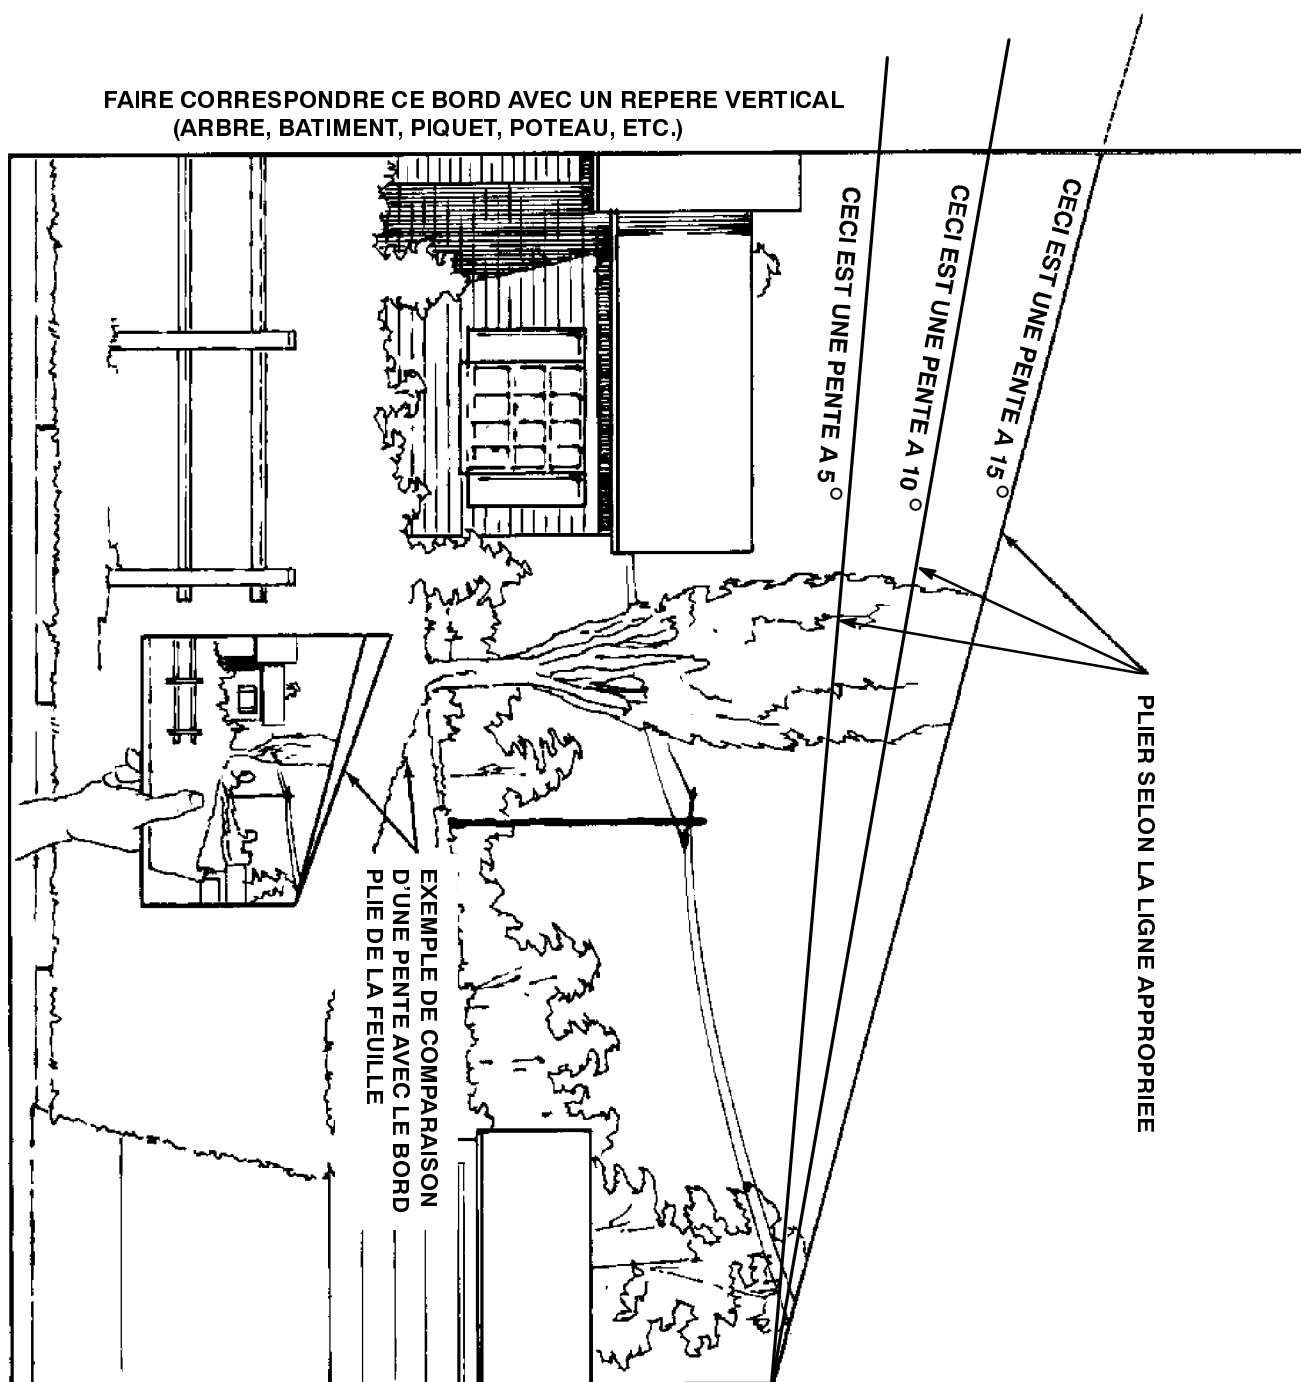 FAIRE CORRESPONDRE CE BORD AVEC UN REPERE VERTICAL
(ARBRE, BATIMENT, PIQUET, POTEAU, ETC.)
CECI EST UNE PENTE A 15°
CECI EST UNE PENTE A 10°
CECI EST UNE PENTE A 5°
PLIER SELON LA LIGNE APPROPRIEE
EXEMPLE DE COMPARAISON
D'UNE PENTE AVEC LE BORD
PLIE DE LA FEUILLE